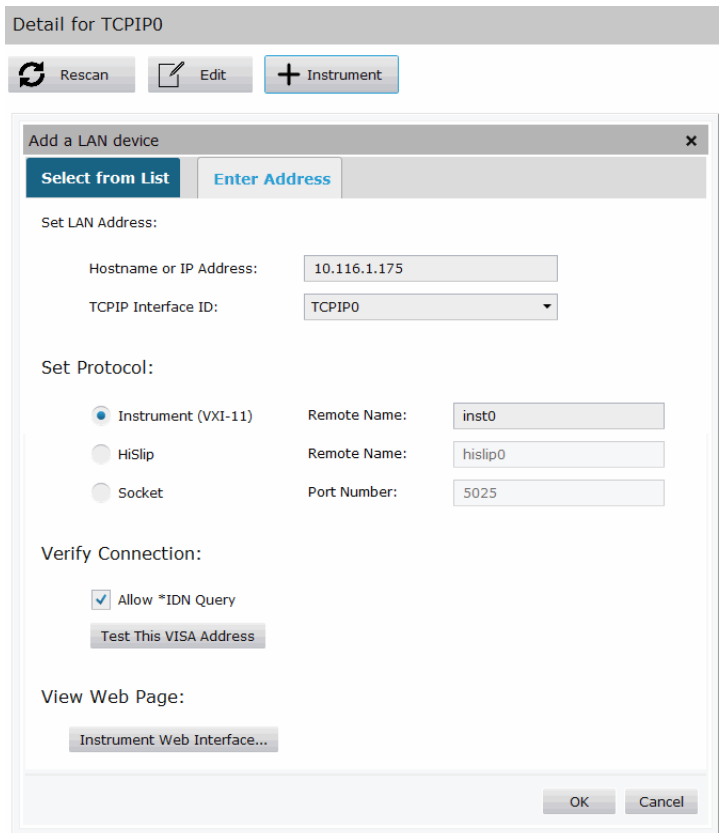 Detail for TCPIP0
Rescan Edit Instrument
Add a LAN device
Select from List Enter Address
Set LAN Address:
Hostname or IP Address: 10.116.1.175
TCPIP Interface ID: TCPIP0
Set Protocol:
Instrument (VXI-11) Remote Name: inst0
HiSlip Remote Name: hislip0
Socket Port Number: 5025
Verify Connection:
Allow *IDN Query
Test This VISA Address
View Web Page:
Instrument Web Interface...
OK Cancel